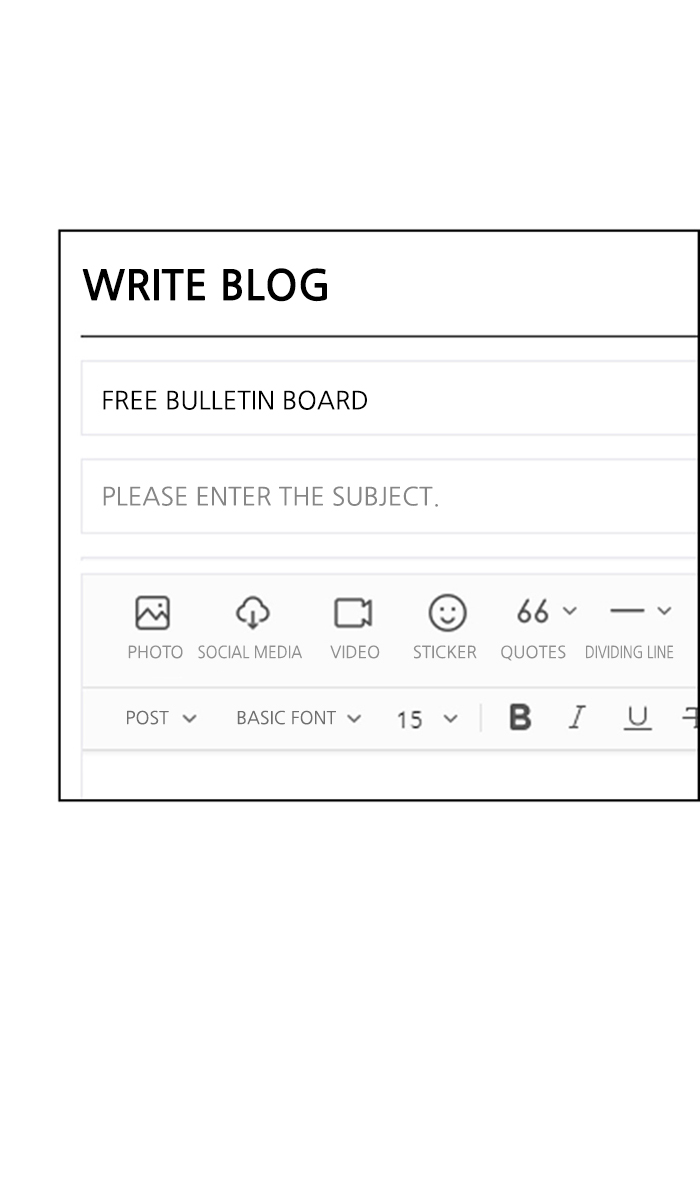 WRITE BLOG
FREE BULLETIN BOARD
PLEASE ENTER THE SUBJECT.
66
PHOTO SOCIAL MEDIA VIDEO STICKER QUOTES DIVIDING LINE
POST BASIC FONT 15 B I U